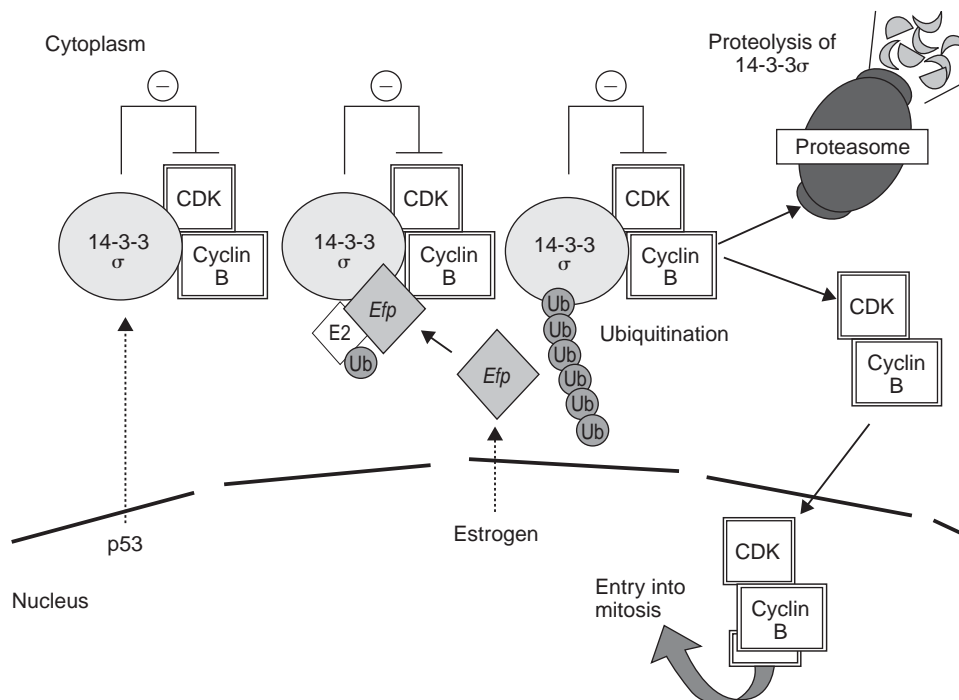 Cytoplasm
Proteolysis of
14-3-3σ
−
−
−
Proteasome
CDK
14-3-3
σ
Cyclin
B
CDK
14-3-3
σ
Cyclin
B
CDK
14-3-3
σ
Cyclin
B
Efp
E2
Ub
Efp
Ub
Ub
Ub
Ub
Ub
Ub
Ubiquitination
CDK
Cyclin
B
p53
Estrogen
Nucleus
CDK
Cyclin
B
Entry into
mitosis